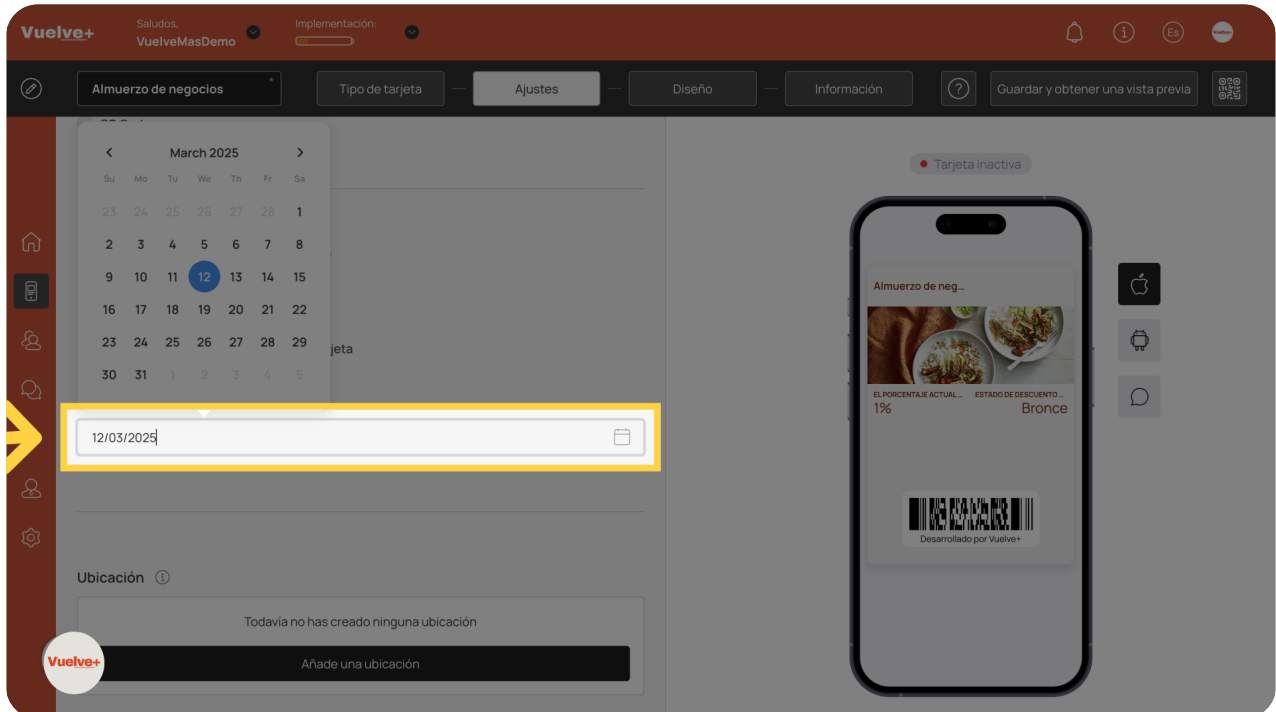 Vuelve+
Saludos,
VuelveMasDemo
Implementación:
Es
Vuelve+
Almuerzo de negocios *
Tipo de tarjeta
Ajustes
Diseño
Información
?
Guardar y obtener una vista previa
March 2025
Su Mo Tu We Th Fr Sa
23 24 25 26 27 28 1
2 3 4 5 6 7 8
9 10 11 12 13 14 15
16 17 18 19 20 21 22
23 24 25 26 27 28 29
30 31 1 2 3 4 5
jeta
12/03/2025
Ubicación
Todavía no has creado ninguna ubicación
Añade una ubicación
Vuelve+
Tarjeta inactiva
Almuerzo de neg...
EL PORCENTAJE ACTUAL ... ESTADO DE DESCUENTO ...
1% Bronce
Desarrollado por Vuelve+